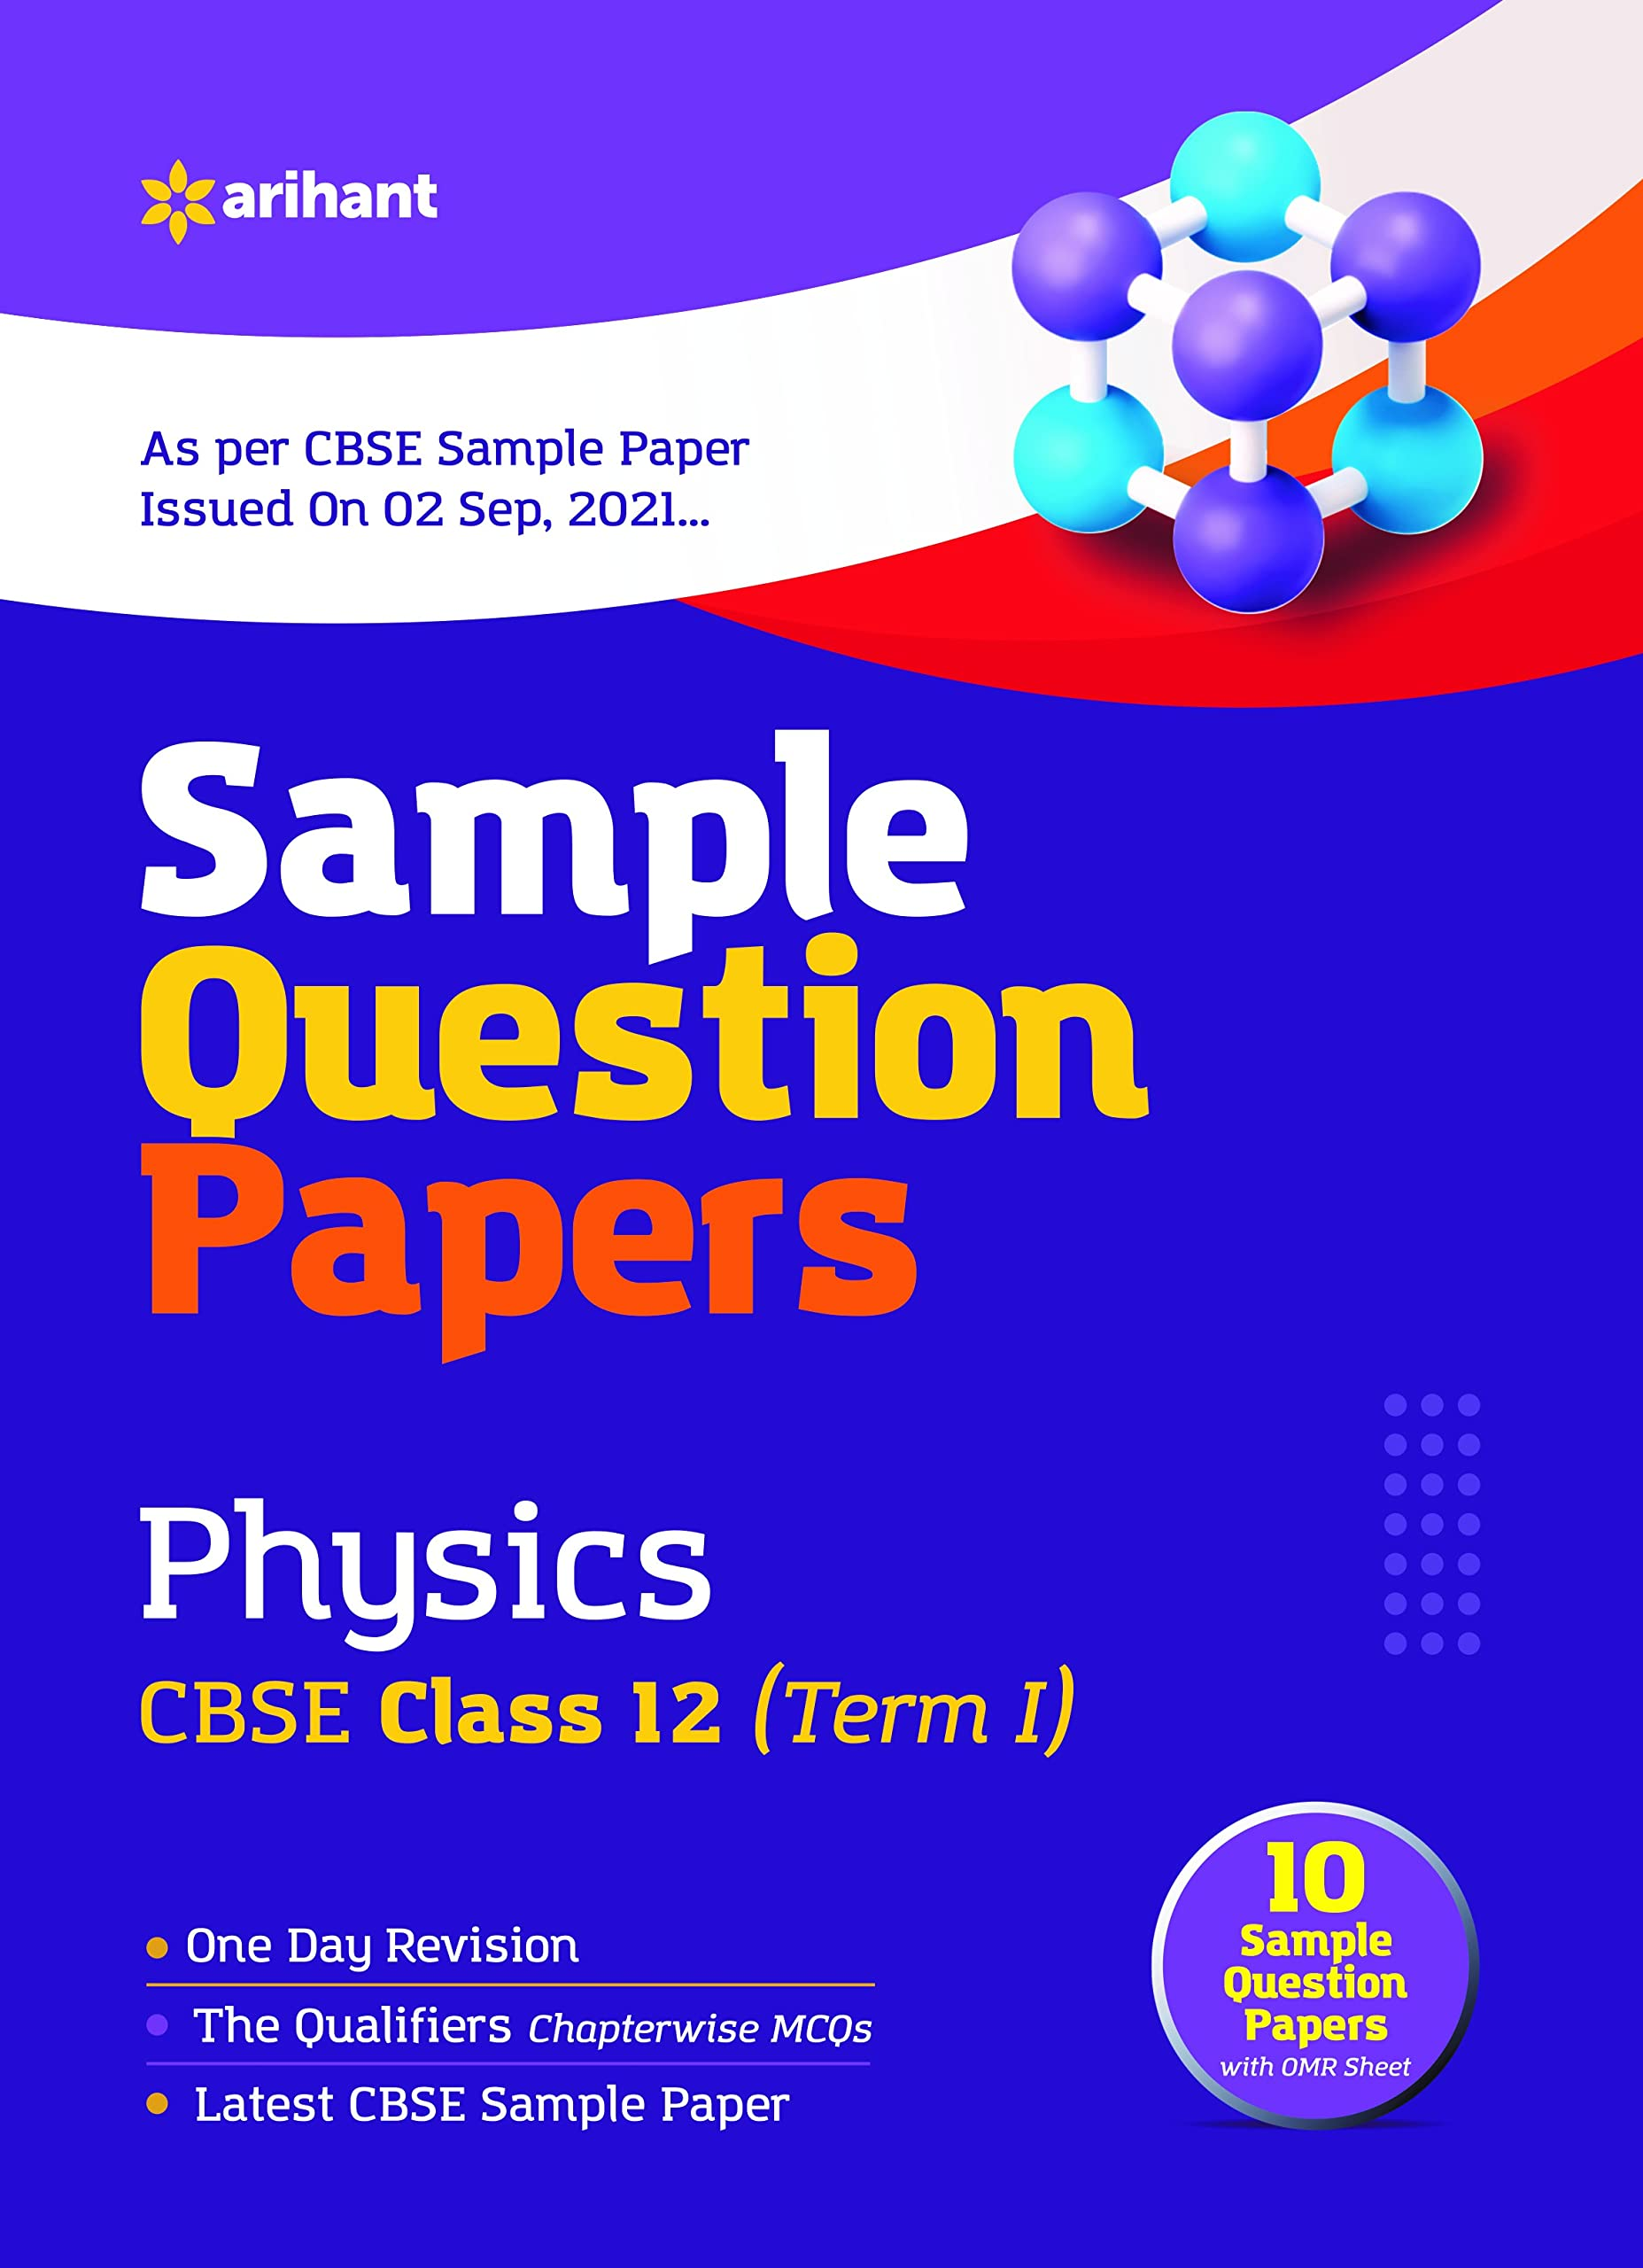 arihant
As per CBSE Sample Paper
Issued On 02 Sep, 2021...
Sample
Question
Papers
Physics
CBSE Class 12 (Term I)
One Day Revision
The Qualifiers Chapterwise MCQs
Latest CBSE Sample Paper
10
Sample
Question
Papers
with OMR Sheet